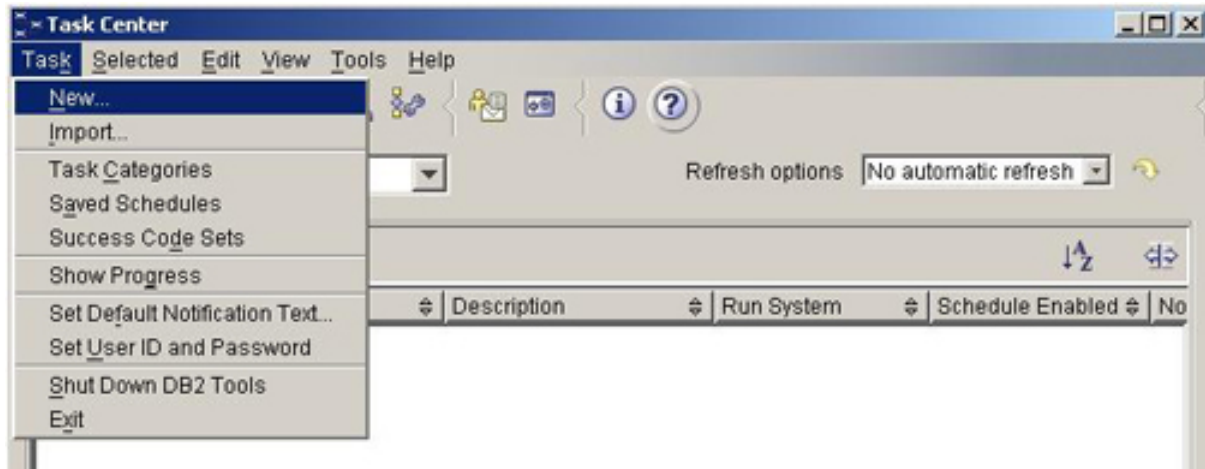 Task Center
Task Selected Edit View Tools Help
New...
Import...
Task Categories
Refresh options No automatic refresh
Saved Schedules
Success Code Sets
Show Progress
Description Run System Schedule Enabled No
Set Default Notification Text...
Set User ID and Password
Shut Down DB2 Tools
Exit